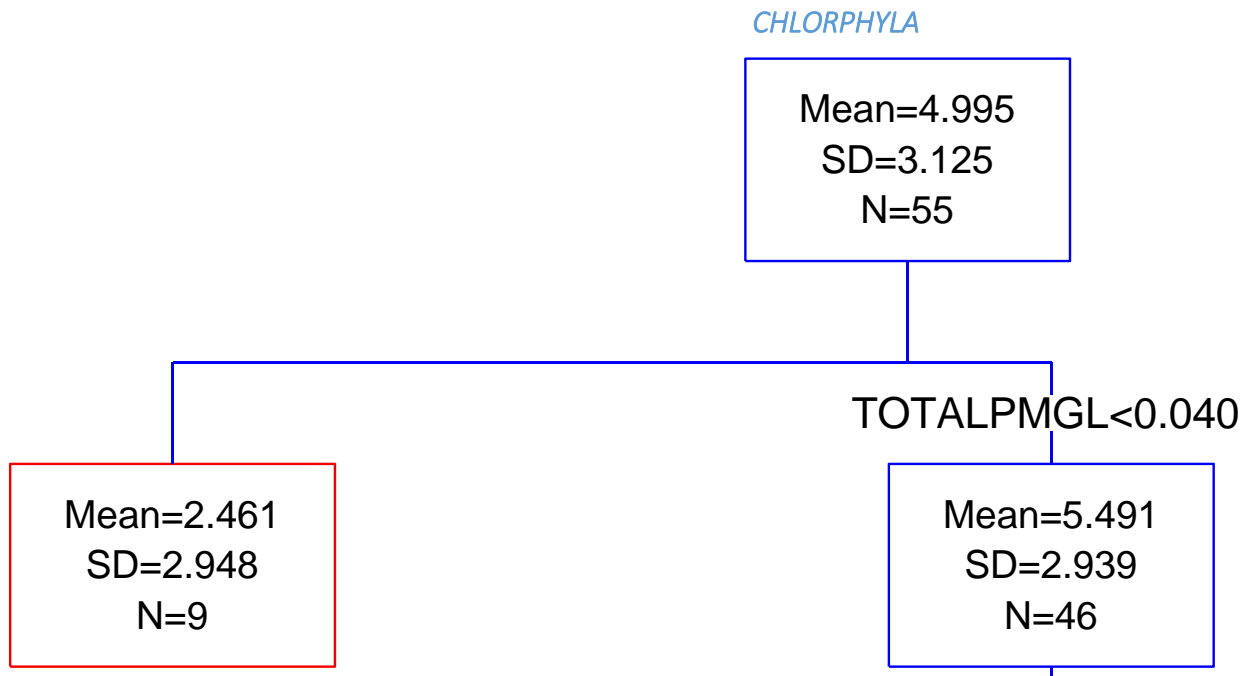 CHLORPHYLA
Mean=4.995
SD=3.125
N=55
TOTALPMGL<0.040
Mean=2.461
SD=2.948
N=9
Mean=5.491
SD=2.939
N=46